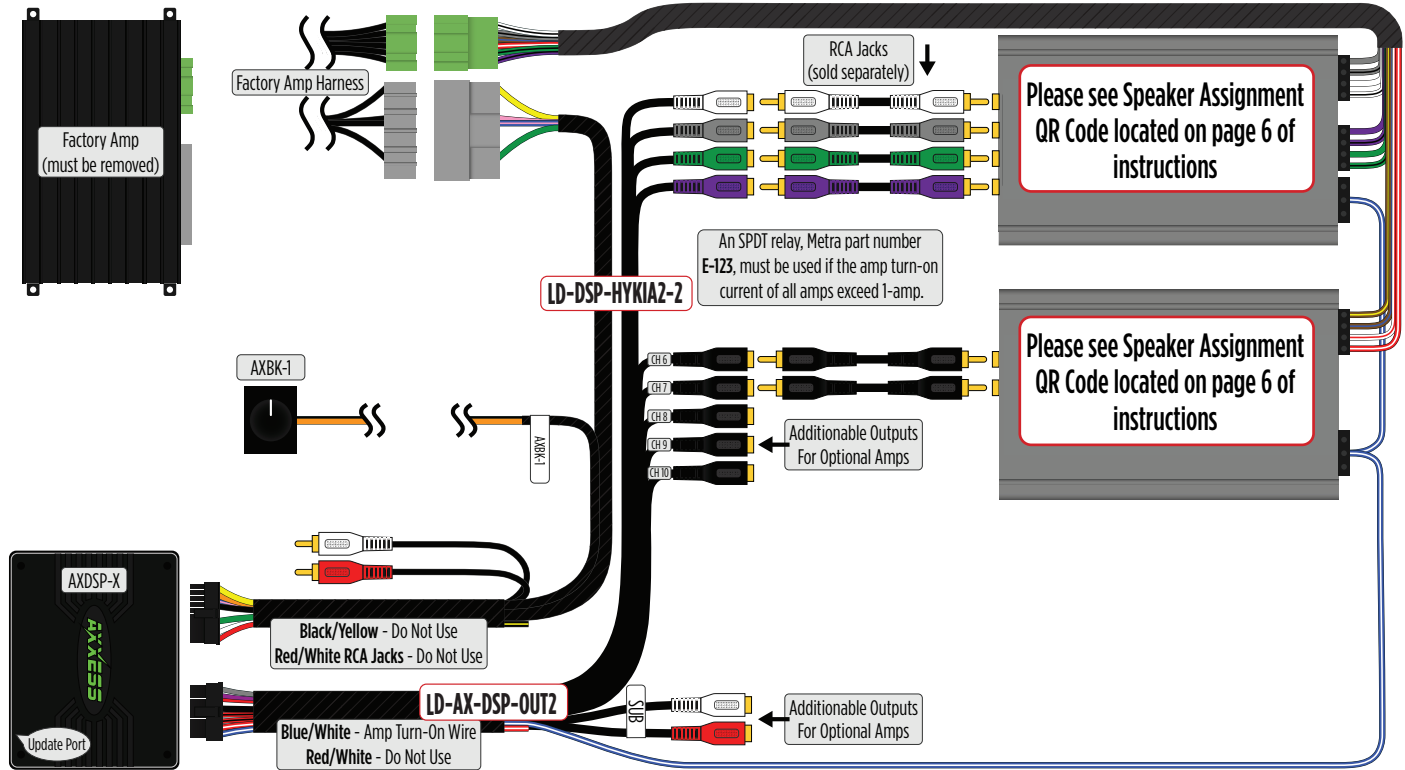 Factory Amp
(must be removed)
Factory Amp Harness
RCA Jacks
(sold separately)
Please see Speaker Assignment
QR Code located on page 6 of
instructions
An SPDT relay, Metra part number
E-123, must be used if the amp turn-on
current of all amps exceed 1-amp.
LD-DSP-HYKIA2-2
Please see Speaker Assignment
QR Code located on page 6 of
instructions
CH 6
CH 7
CH 8
CH 9
CH 10
Additionable Outputs
For Optional Amps
AXBK-1
AXBK-1
AXDSP-X
AXXESS
Update Port
Black/Yellow - Do Not Use
Red/White RCA Jacks - Do Not Use
LD-AX-DSP-OUT2
Blue/White - Amp Turn-On Wire
Red/White - Do Not Use
SUB
Additionable Outputs
For Optional Amps